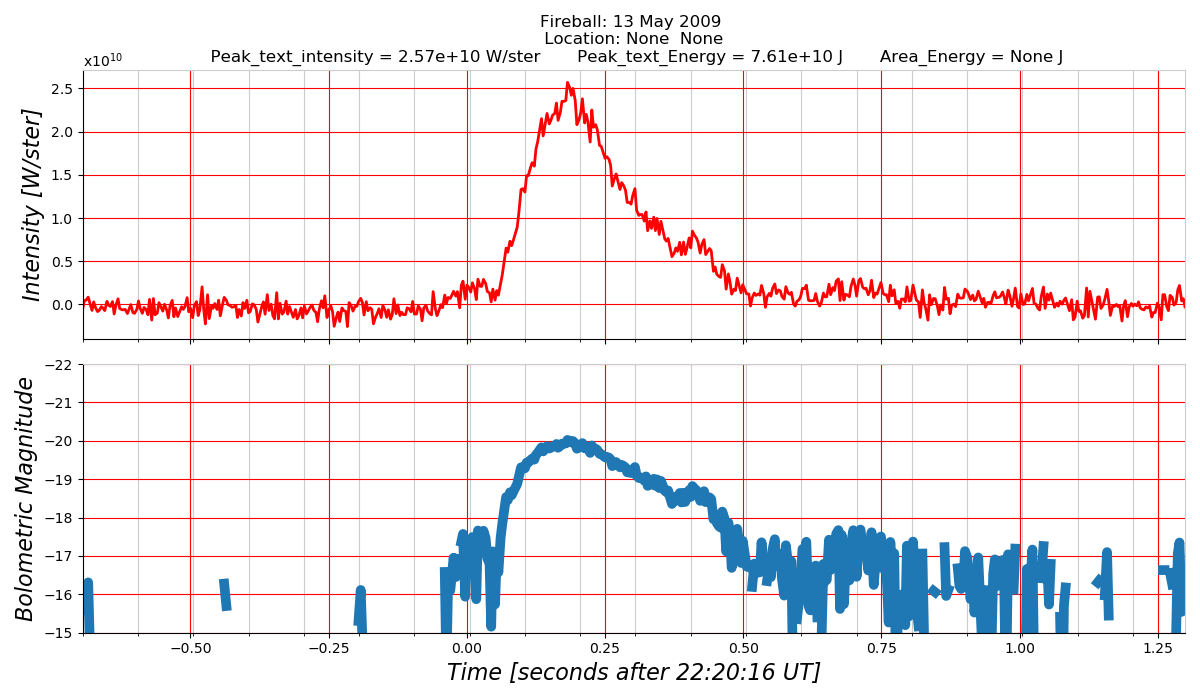 Fireball: 13 May 2009
Location: None  None
Peak_text_intensity = 2.57e+10 W/ster       Peak_text_Energy = 7.61e+10 J       Area_Energy = None J
x10¹⁰
2.5
2.0
1.5
1.0
0.5
0.0
Intensity [W/ster]
−22
−21
−20
−19
−18
−17
−16
−15
Bolometric Magnitude
−0.50 −0.25 0.00 0.25 0.50 0.75 1.00 1.25
Time [seconds after 22:20:16 UT]